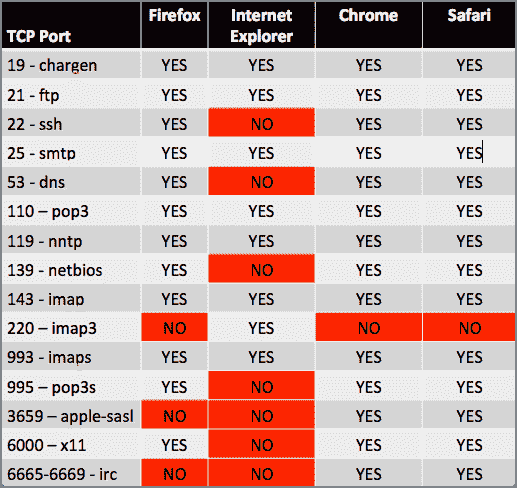 TCP Port Firefox Internet Explorer Chrome Safari
19 - chargen YES YES YES YES
21 - ftp YES YES YES YES
22 - ssh YES NO YES YES
25 - smtp YES YES YES YES
53 - dns YES NO YES YES
110 – pop3 YES YES YES YES
119 - nntp YES YES YES YES
139 - netbios YES NO YES YES
143 - imap YES YES YES YES
220 – imap3 NO YES NO NO
993 - imaps YES YES YES YES
995 - pop3s YES NO YES YES
3659 – apple-sasl NO NO YES YES
6000 – x11 YES NO YES YES
6665-6669 - irc NO NO YES YES